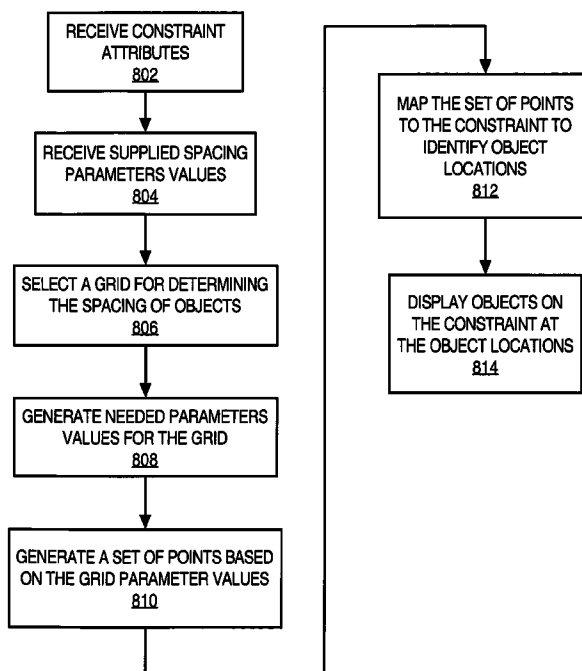 RECEIVE CONSTRAINT
ATTRIBUTES
802
RECEIVE SUPPLIED SPACING
PARAMETERS VALUES
804
SELECT A GRID FOR DETERMINING
THE SPACING OF OBJECTS
806
GENERATE NEEDED PARAMETERS
VALUES FOR THE GRID
808
GENERATE A SET OF POINTS BASED
ON THE GRID PARAMETER VALUES
810
MAP THE SET OF POINTS
TO THE CONSTRAINT TO
IDENTIFY OBJECT
LOCATIONS
812
DISPLAY OBJECTS ON
THE CONSTRAINT AT
THE OBJECT LOCATIONS
814